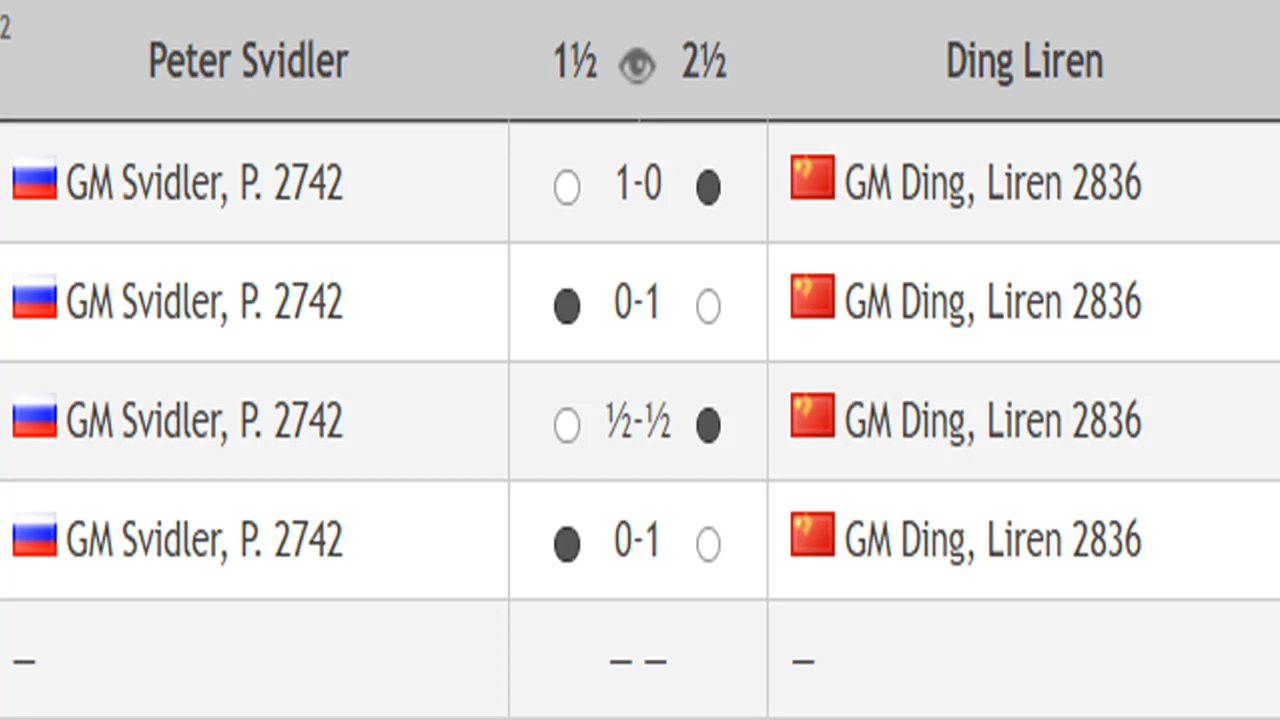 2
Peter Svidler 1½ 2½ Ding Liren
GM Svidler, P. 2742 1-0 GM Ding, Liren 2836
GM Svidler, P. 2742 0-1 GM Ding, Liren 2836
GM Svidler, P. 2742 ½-½ GM Ding, Liren 2836
GM Svidler, P. 2742 0-1 GM Ding, Liren 2836
– – – –